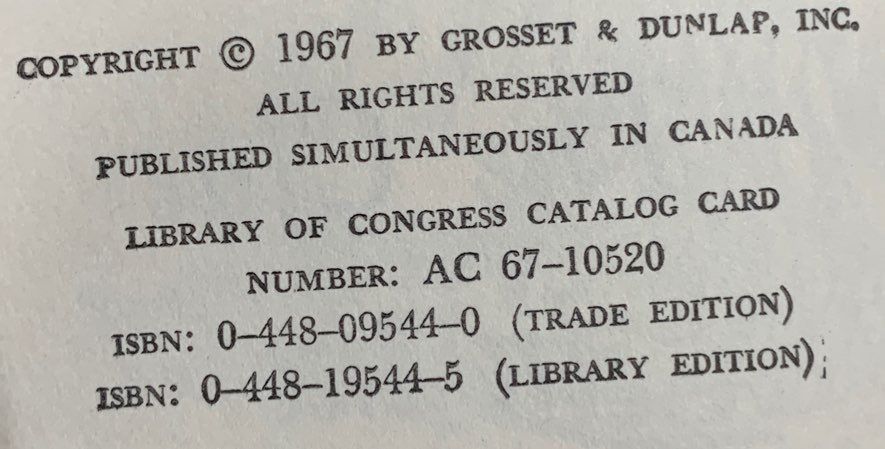 COPYRIGHT © 1967 BY GROSSET & DUNLAP, INC.
ALL RIGHTS RESERVED
PUBLISHED SIMULTANEOUSLY IN CANADA
LIBRARY OF CONGRESS CATALOG CARD
NUMBER: AC 67–10520
ISBN: 0–448–09544–0 (TRADE EDITION)
ISBN: 0–448–19544–5 (LIBRARY EDITION)